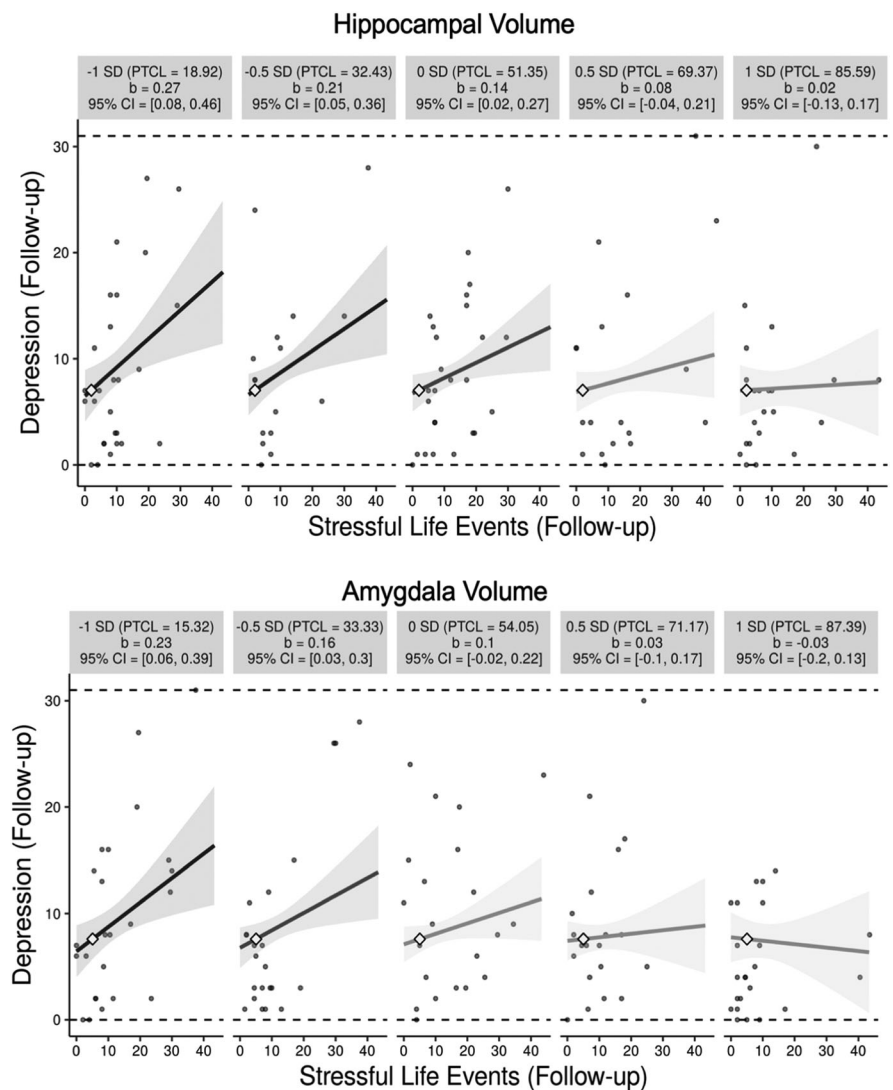 Hippocampal Volume
-1 SD (PTCL = 18.92)
b = 0.27
95% CI = [0.08, 0.46]
-0.5 SD (PTCL = 32.43)
b = 0.21
95% CI = [0.05, 0.36]
0 SD (PTCL = 51.35)
b = 0.14
95% CI = [0.02, 0.27]
0.5 SD (PTCL = 69.37)
b = 0.08
95% CI = [-0.04, 0.21]
1 SD (PTCL = 85.59)
b = 0.02
95% CI = [-0.13, 0.17]
Depression (Follow-up)
30
20
10
0
0 10 20 30 40
0 10 20 30 40
0 10 20 30 40
0 10 20 30 40
0 10 20 30 40
Stressful Life Events (Follow-up)
Amygdala Volume
-1 SD (PTCL = 15.32)
b = 0.23
95% CI = [0.06, 0.39]
-0.5 SD (PTCL = 33.33)
b = 0.16
95% CI = [0.03, 0.3]
0 SD (PTCL = 54.05)
b = 0.1
95% CI = [-0.02, 0.22]
0.5 SD (PTCL = 71.17)
b = 0.03
95% CI = [-0.1, 0.17]
1 SD (PTCL = 87.39)
b = -0.03
95% CI = [-0.2, 0.13]
Depression (Follow-up)
30
20
10
0
0 10 20 30 40
0 10 20 30 40
0 10 20 30 40
0 10 20 30 40
0 10 20 30 40
Stressful Life Events (Follow-up)